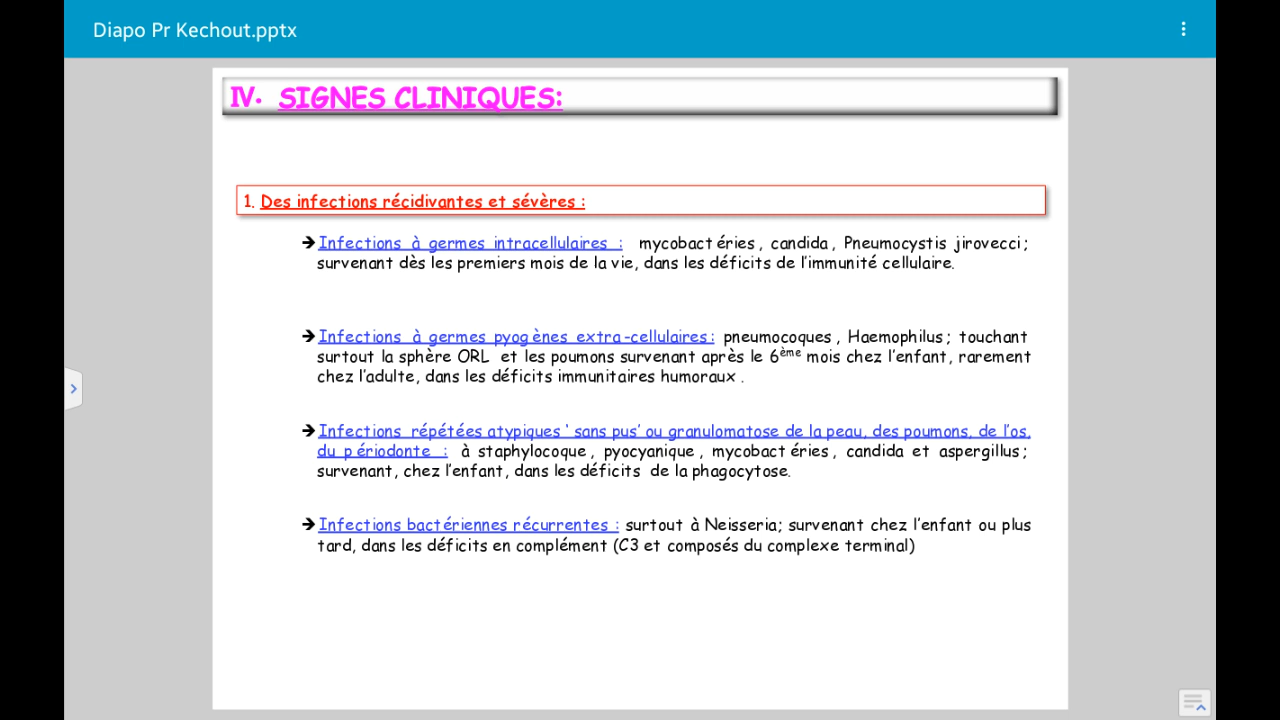 Diapo Pr Kechout.pptx
IV. SIGNES CLINIQUES:
1. Des infections récidivantes et sévères :
➔ Infections à germes intracellulaires : mycobactéries, candida, Pneumocystis jirovecci;
survenant dès les premiers mois de la vie, dans les déficits de l'immunité cellulaire.
➔ Infections à germes pyogènes extra-cellulaires: pneumocoques, Haemophilus; touchant
surtout la sphère ORL et les poumons survenant après le 6ème mois chez l'enfant, rarement
chez l'adulte, dans les déficits immunitaires humoraux .
➔ Infections répétées atypiques ' sans pus' ou granulomatose de la peau, des poumons, de l'os,
du périodonte : à staphylocoque, pyocyanique, mycobactéries, candida et aspergillus;
survenant, chez l'enfant, dans les déficits de la phagocytose.
➔ Infections bactériennes récurrentes : surtout à Neisseria; survenant chez l'enfant ou plus
tard, dans les déficits en complément (C3 et composés du complexe terminal)